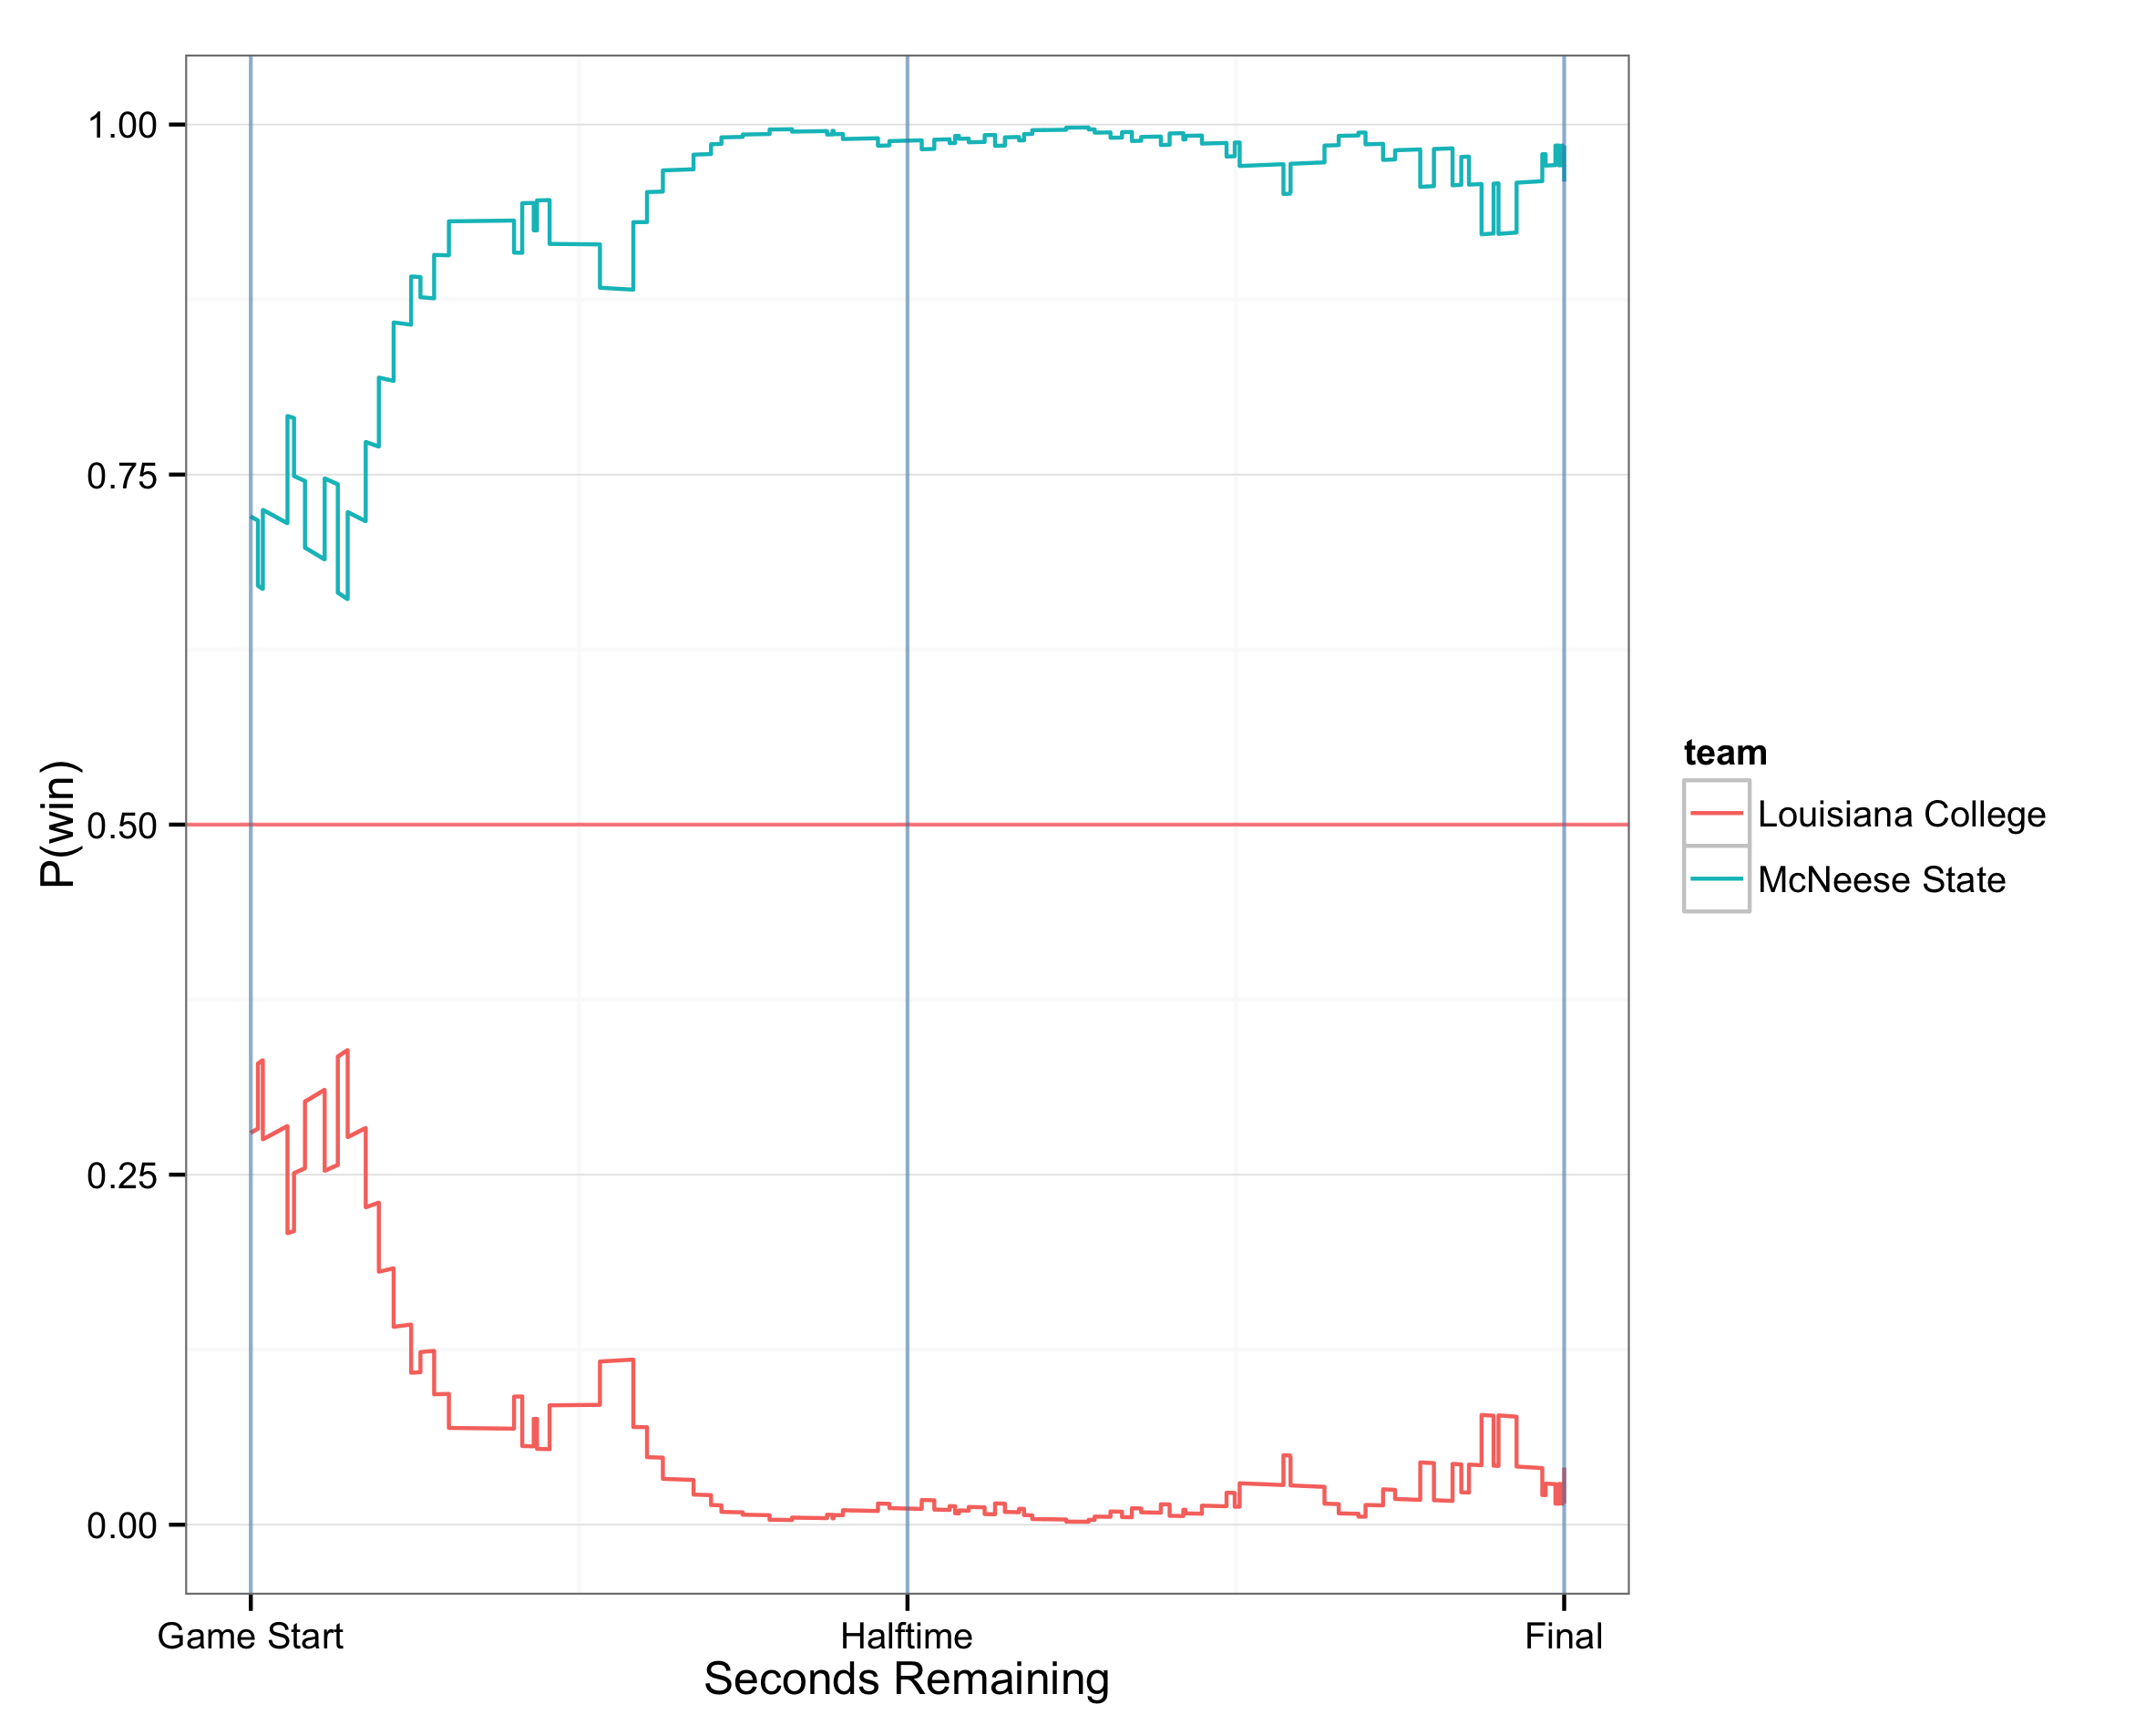 1.00
0.75
0.50
0.25
0.00
P(win)
Game Start
Halftime
Final
Seconds Remaining
team
Louisiana College
McNeese State